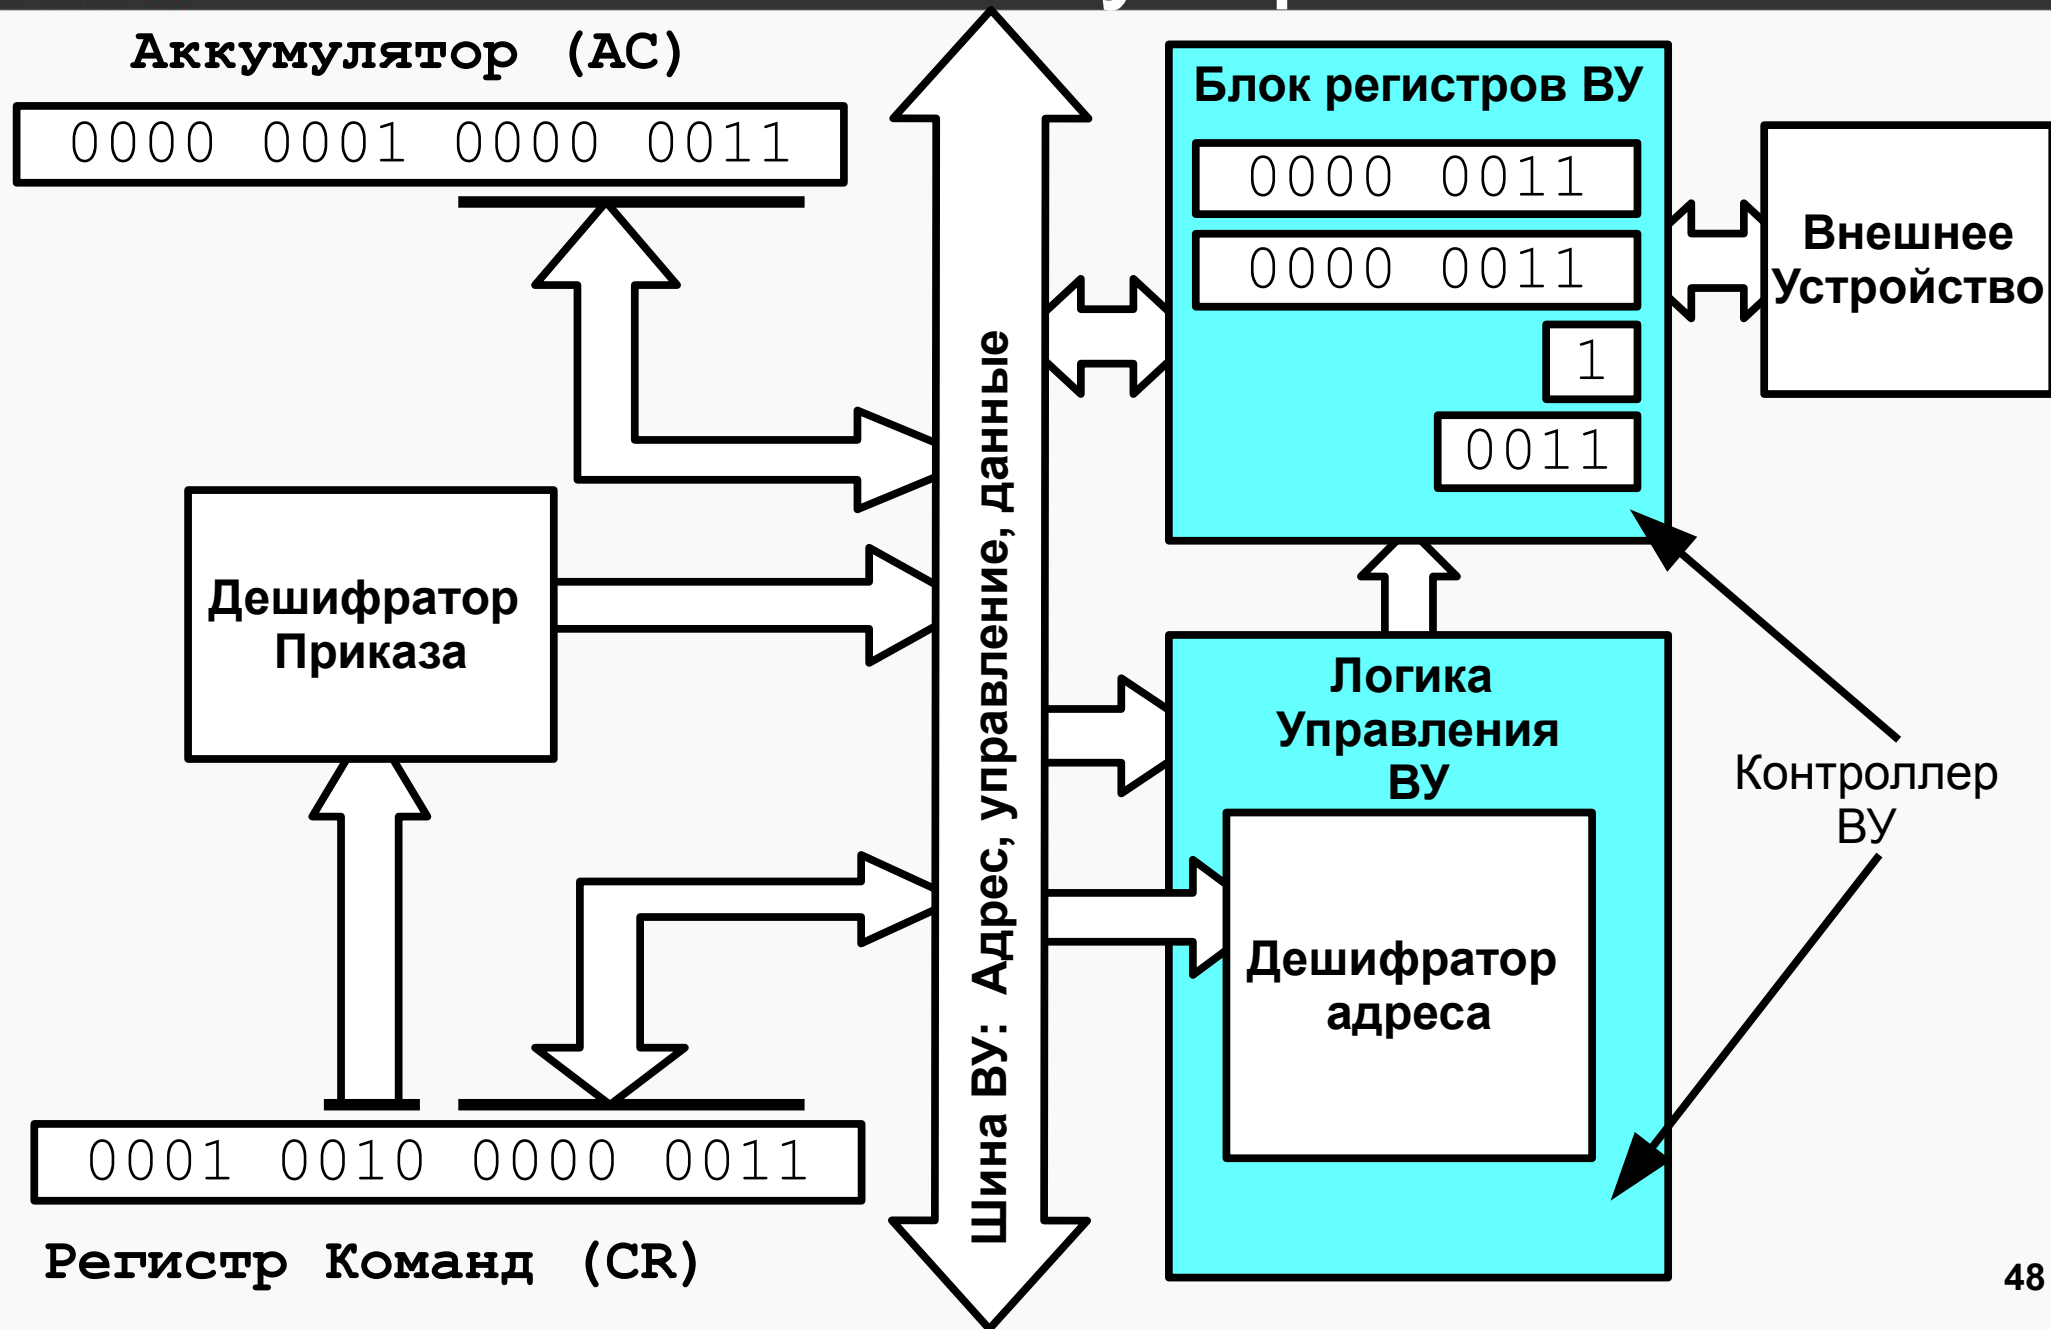 Аккумулятор (AC)
0000 0001 0000 0011
Блок регистров ВУ
0000 0011
0000 0011
1
0011
Внешнее
Устройство
Дешифратор
Приказа
Шина ВУ: Адрес, управление, данные
Логика
Управления
ВУ
Дешифратор
адреса
Контроллер
ВУ
0001 0010 0000 0011
Регистр Команд (CR)
48